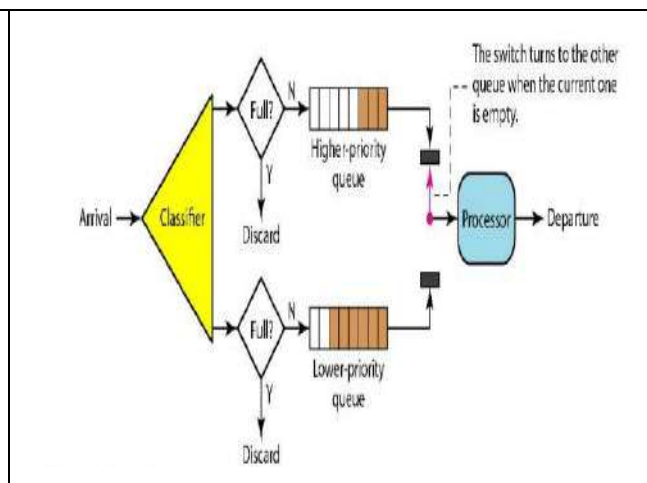 The switch turns to the other
queue when the current one
is empty.
Full?
N
Higher-priority
queue
Y
Discard
Arrival
Classifier
Processor
Departure
Full?
N
Lower-priority
queue
Y
Discard